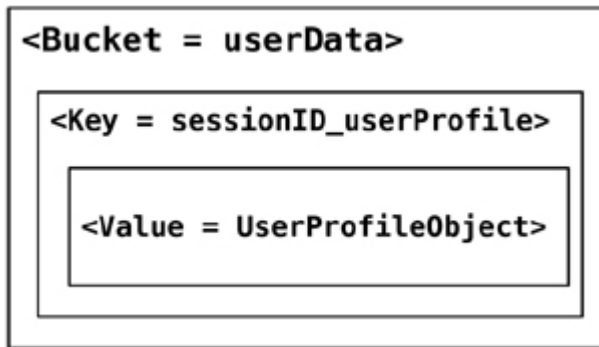 <Bucket = userData>
<Key = sessionID_userProfile>
<Value = UserProfileObject>